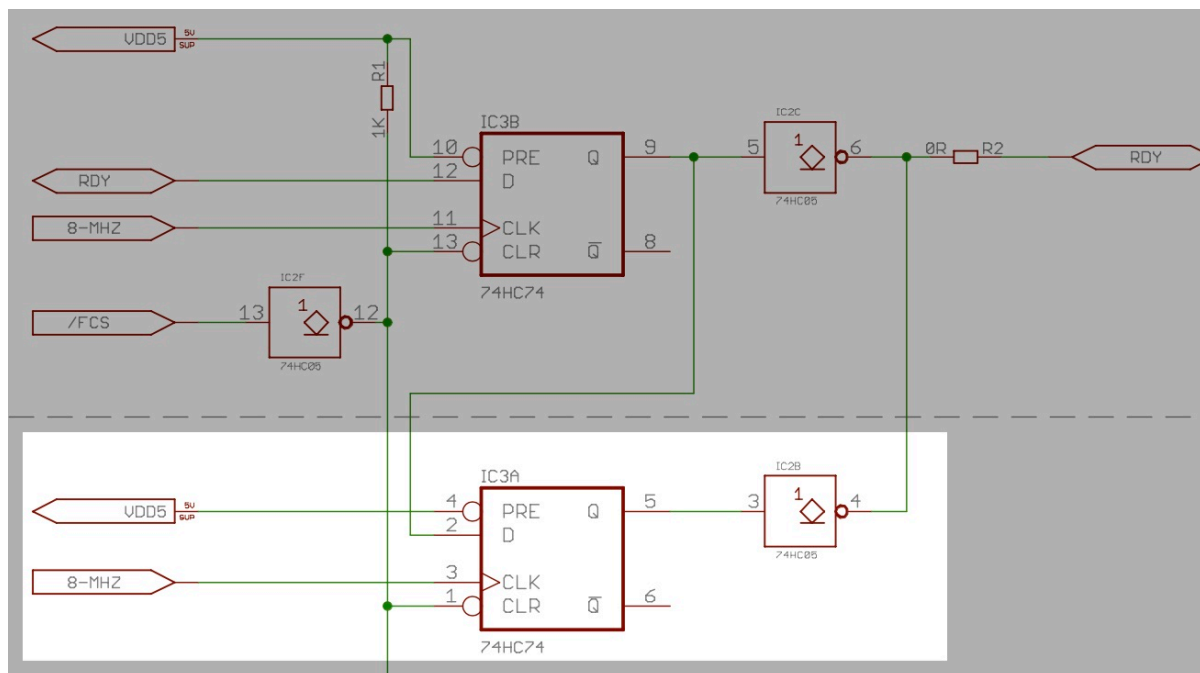 VDD5
5V
SUP
R1
1K
IC3B
10 PRE Q 9
12 D
11 CLK
13 CLR Q̅ 8
74HC74
RDY
8-MHZ
IC2C
5 1 6
74HC05
0R R2
RDY
/FCS
IC2F
13 1 12
74HC05
VDD5
5V
SUP
8-MHZ
IC3A
4 PRE Q 5
2 D
3 CLK
1 CLR Q̅ 6
74HC74
IC2B
3 1 4
74HC05